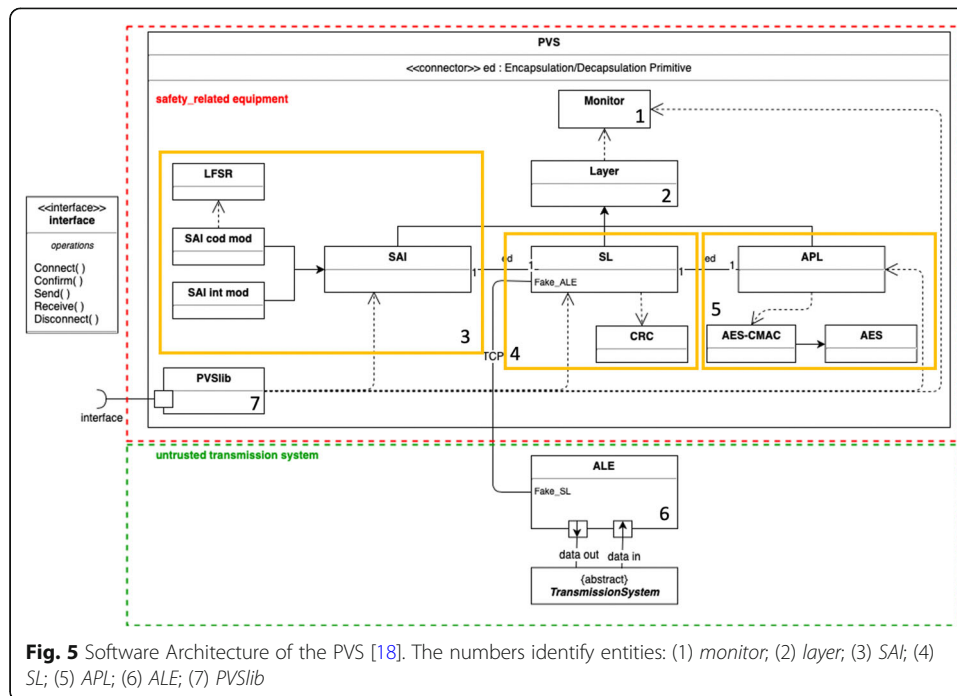 PVS
<<connector>> ed : Encapsulation/Decapsulation Primitive
safety_related equipment
Monitor
1
LFSR
Layer
2
<<interface>>
interface
operations
Connect( )
Confirm( )
Send( )
Receive( )
Disconnect( )
SAI cod mod
SAI int mod
SAI
1
ed
1
SL
Fake_ALE
1
ed
1
APL
CRC
AES-CMAC
AES
3
4
5
TCP
PVSlib
7
interface
untrusted transmission system
ALE
Fake_SL
6
data out
data in
{abstract}
TransmissionSystem
Fig. 5 Software Architecture of the PVS [18]. The numbers identify entities: (1) monitor; (2) layer; (3) SAI; (4)
SL; (5) APL; (6) ALE; (7) PVSlib